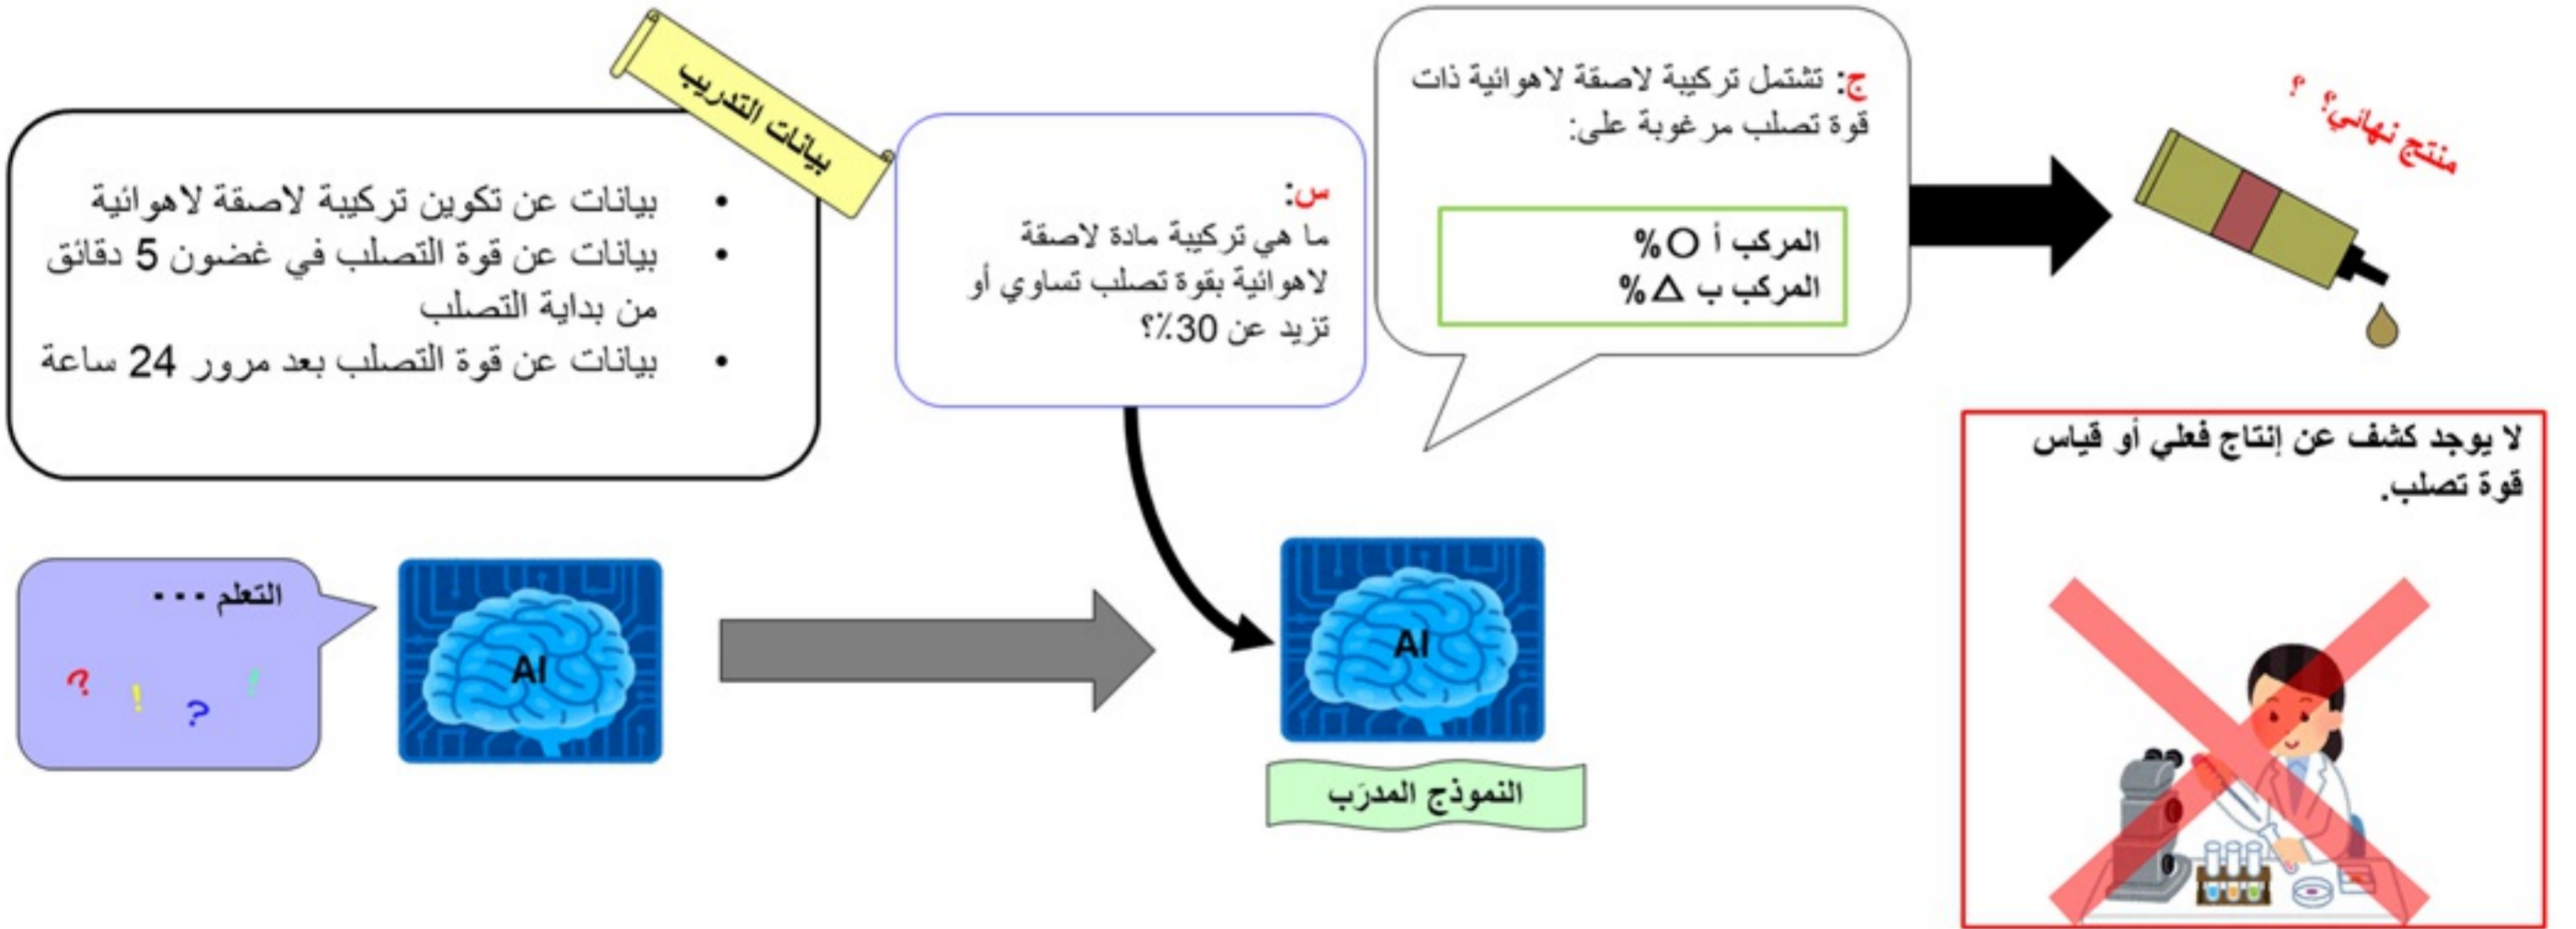 بيانات التدريب
• بيانات عن تكوين تركيبة لاصقة لاهوائية
• بيانات عن قوة التصلب في غضون 5 دقائق
من بداية التصلب
• بيانات عن قوة التصلب بعد مرور 24 ساعة
س:
ما هي تركيبة مادة لاصقة
لاهوائية بقوة تصلب تساوي أو
تزيد عن 30٪؟
ج: تشتمل تركيبة لاصقة لاهوائية ذات
قوة تصلب مرغوبة على:
المركب أ ○%
المركب ب △%
منتج نهائي؟ ؟
لا يوجد كشف عن إنتاج فعلي أو قياس
قوة تصلب.
التعلم ...
? ! ? !
AI
AI
النموذج المدرَب